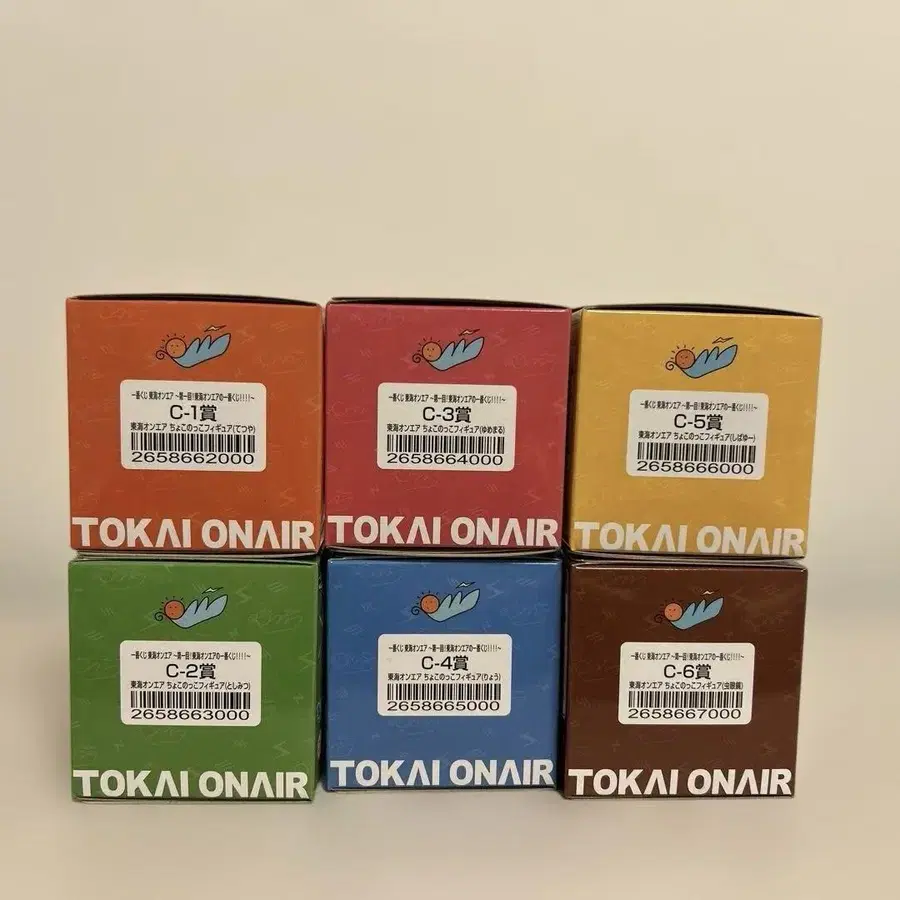 一番くじ 東海オンエア ~第一回!東海オンエアの一番くじ!!!!~
C-1賞
東海オンエア ちょこのっこフィギュア(てつや)
2658662000
TOKAI ONAIR
一番くじ 東海オンエア ~第一回!東海オンエアの一番くじ!!!!~
C-3賞
東海オンエア ちょこのっこフィギュア(ゆめまる)
2658664000
TOKAI ONAIR
一番くじ 東海オンエア ~第一回!東海オンエアの一番くじ!!!!~
C-5賞
東海オンエア ちょこのっこフィギュア(しばゆー)
2658666000
TOKAI ONAIR
一番くじ 東海オンエア ~第一回!東海オンエアの一番くじ!!!!~
C-2賞
東海オンエア ちょこのっこフィギュア(としみつ)
2658663000
TOKAI ONAIR
一番くじ 東海オンエア ~第一回!東海オンエアの一番くじ!!!!~
C-4賞
東海オンエア ちょこのっこフィギュア(りょう)
2658665000
TOKAI ONAIR
一番くじ 東海オンエア ~第一回!東海オンエアの一番くじ!!!!~
C-6賞
東海オンエア ちょこのっこフィギュア(虫眼鏡)
2658667000
TOKAI ONAIR